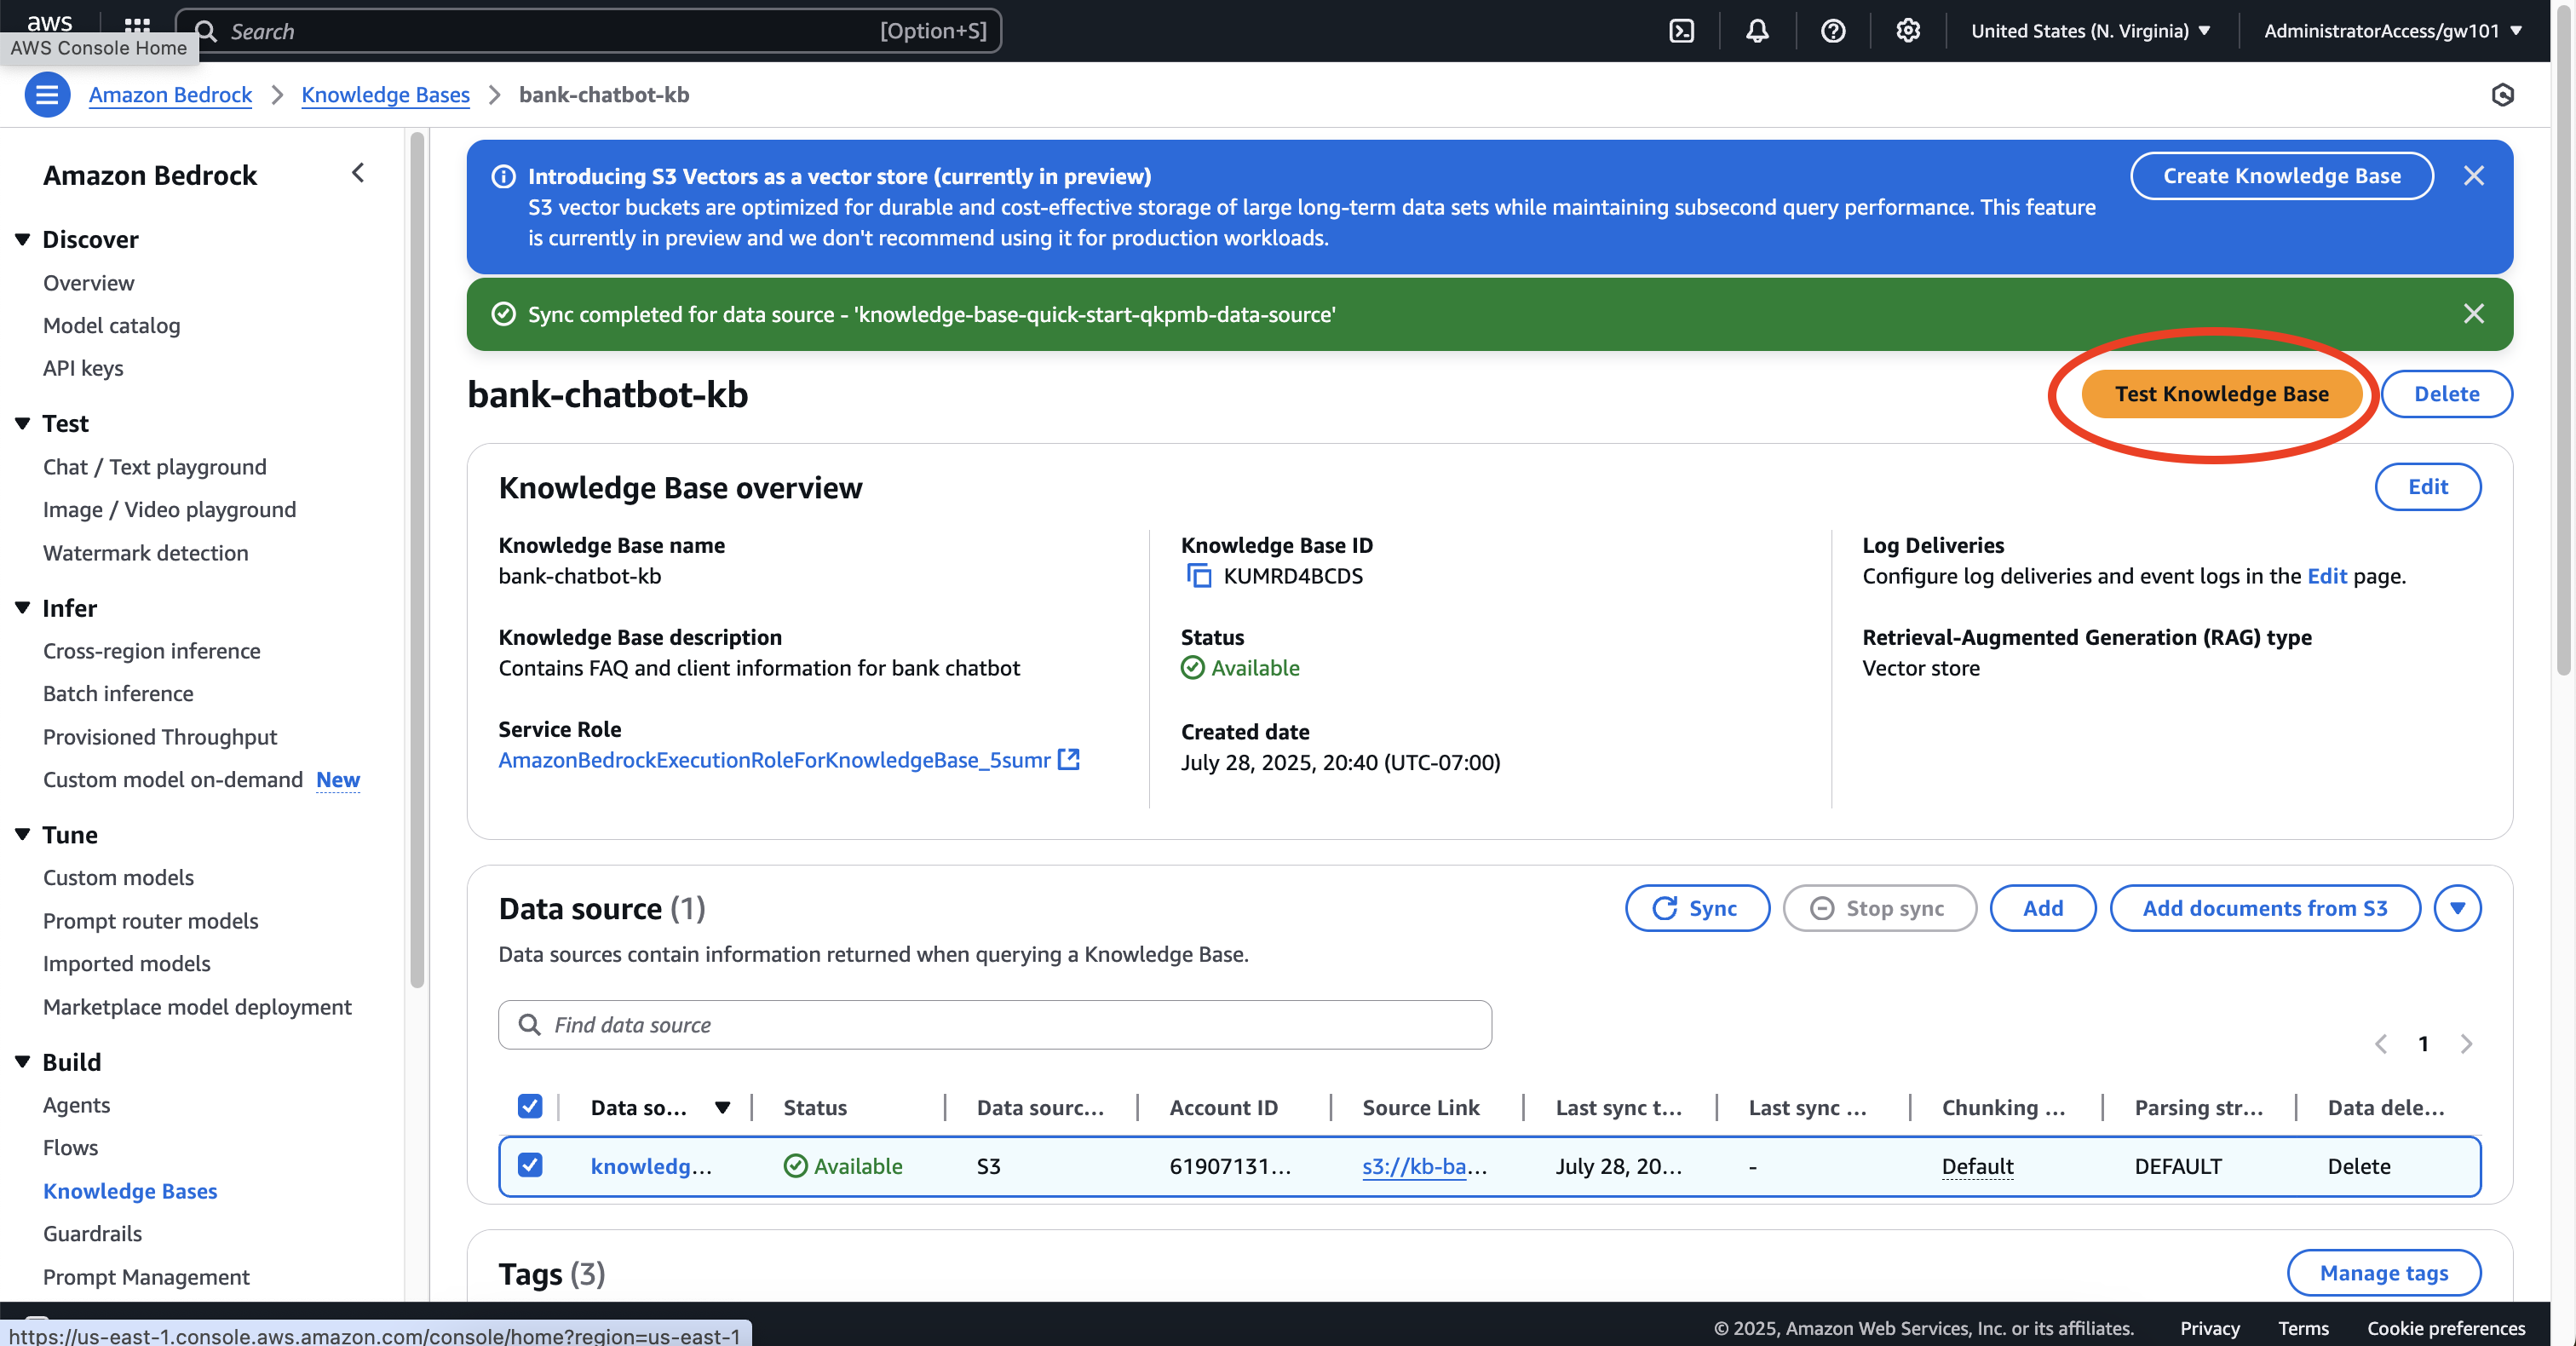 aws
Search
[Option+S]
United States (N. Virginia)
AdministratorAccess/gw101
AWS Console Home
Amazon Bedrock
Knowledge Bases
bank-chatbot-kb
Amazon Bedrock
Discover
Overview
Model catalog
API keys
Test
Chat / Text playground
Image / Video playground
Watermark detection
Infer
Cross-region inference
Batch inference
Provisioned Throughput
Custom model on-demand New
Tune
Custom models
Prompt router models
Imported models
Marketplace model deployment
Build
Agents
Flows
Knowledge Bases
Guardrails
Prompt Management
Introducing S3 Vectors as a vector store (currently in preview)
S3 vector buckets are optimized for durable and cost-effective storage of large long-term data sets while maintaining subsecond query performance. This feature
is currently in preview and we don't recommend using it for production workloads.
Create Knowledge Base
Sync completed for data source - 'knowledge-base-quick-start-qkpmb-data-source'
bank-chatbot-kb
Test Knowledge Base
Delete
Knowledge Base overview
Edit
Knowledge Base name
bank-chatbot-kb
Knowledge Base description
Contains FAQ and client information for bank chatbot
Service Role
AmazonBedrockExecutionRoleForKnowledgeBase_5sumr
Knowledge Base ID
KUMRD4BCDS
Status
Available
Created date
July 28, 2025, 20:40 (UTC-07:00)
Log Deliveries
Configure log deliveries and event logs in the Edit page.
Retrieval-Augmented Generation (RAG) type
Vector store
Data source (1)
Sync
Stop sync
Add
Add documents from S3
Data sources contain information returned when querying a Knowledge Base.
Find data source
1
Data so... Status Data sourc... Account ID Source Link Last sync t... Last sync ... Chunking ... Parsing str... Data dele...
knowledg... Available S3 61907131... s3://kb-ba... July 28, 20... - Default DEFAULT Delete
Tags (3)
Manage tags
https://us-east-1.console.aws.amazon.com/console/home?region=us-east-1
© 2025, Amazon Web Services, Inc. or its affiliates.
Privacy
Terms
Cookie preferences